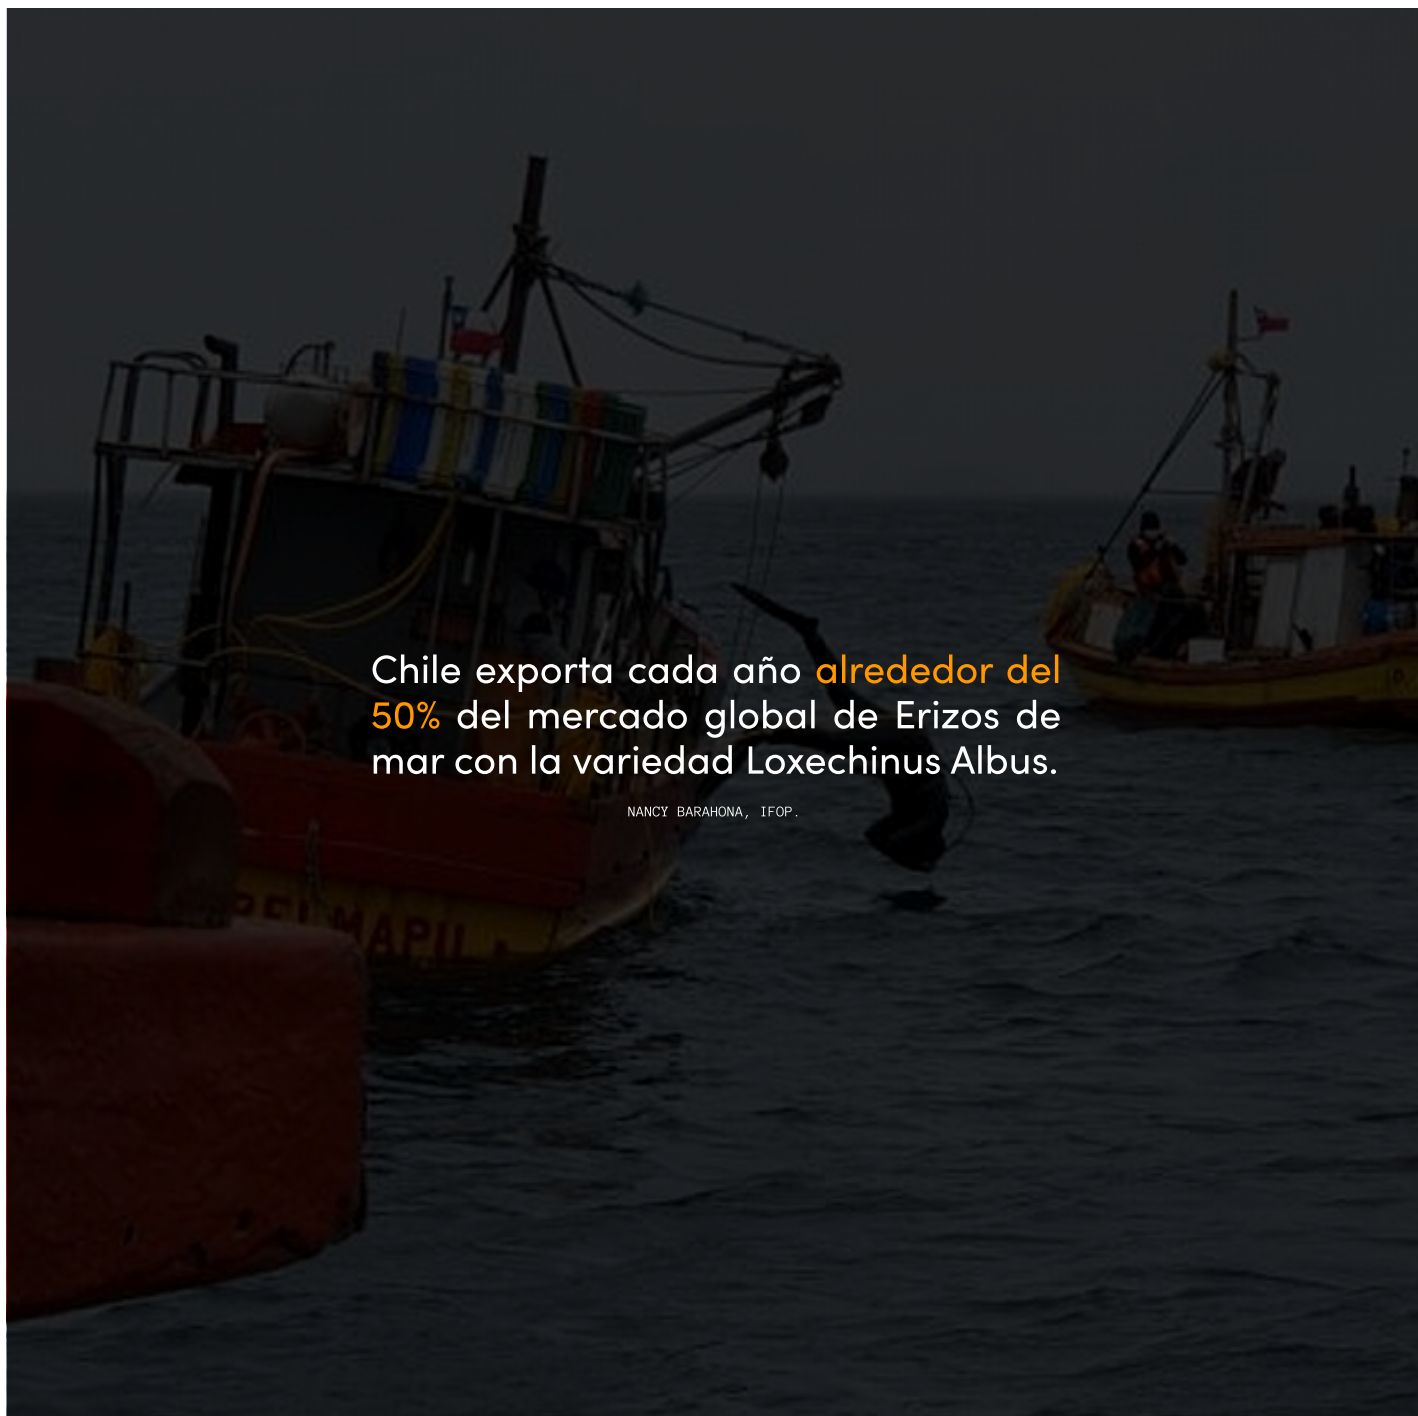 Chile exporta cada año alrededor del
50% del mercado global de Erizos de
mar con la variedad Loxechinus Albus.
NANCY BARAHONA, IFOP.